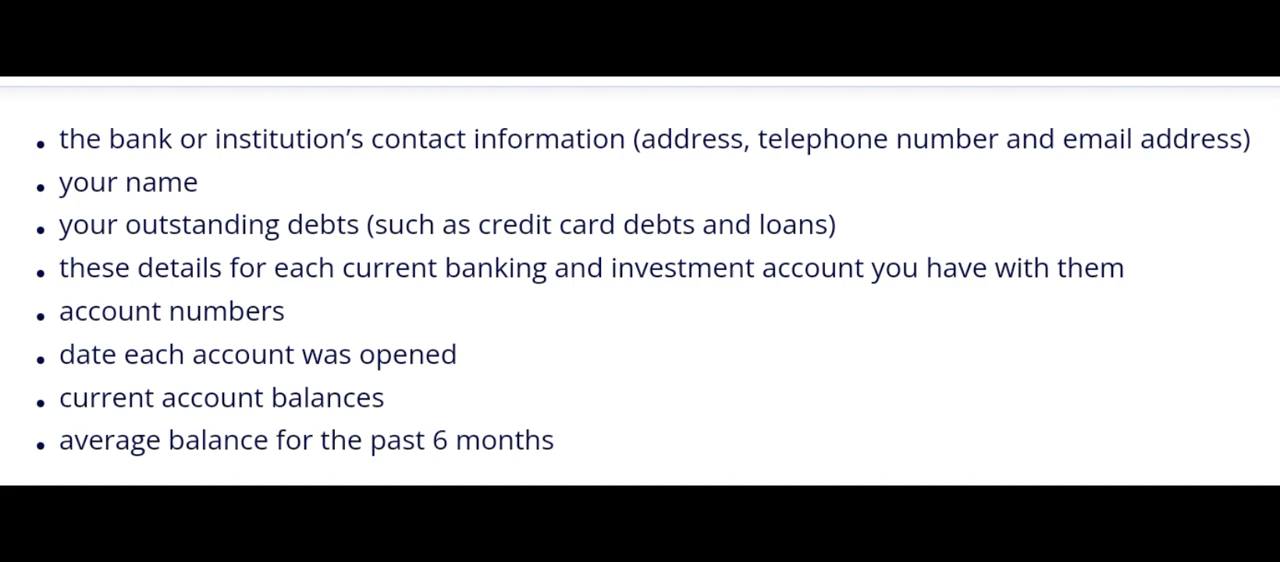 • the bank or institution’s contact information (address, telephone number and email address)
• your name
• your outstanding debts (such as credit card debts and loans)
• these details for each current banking and investment account you have with them
• account numbers
• date each account was opened
• current account balances
• average balance for the past 6 months